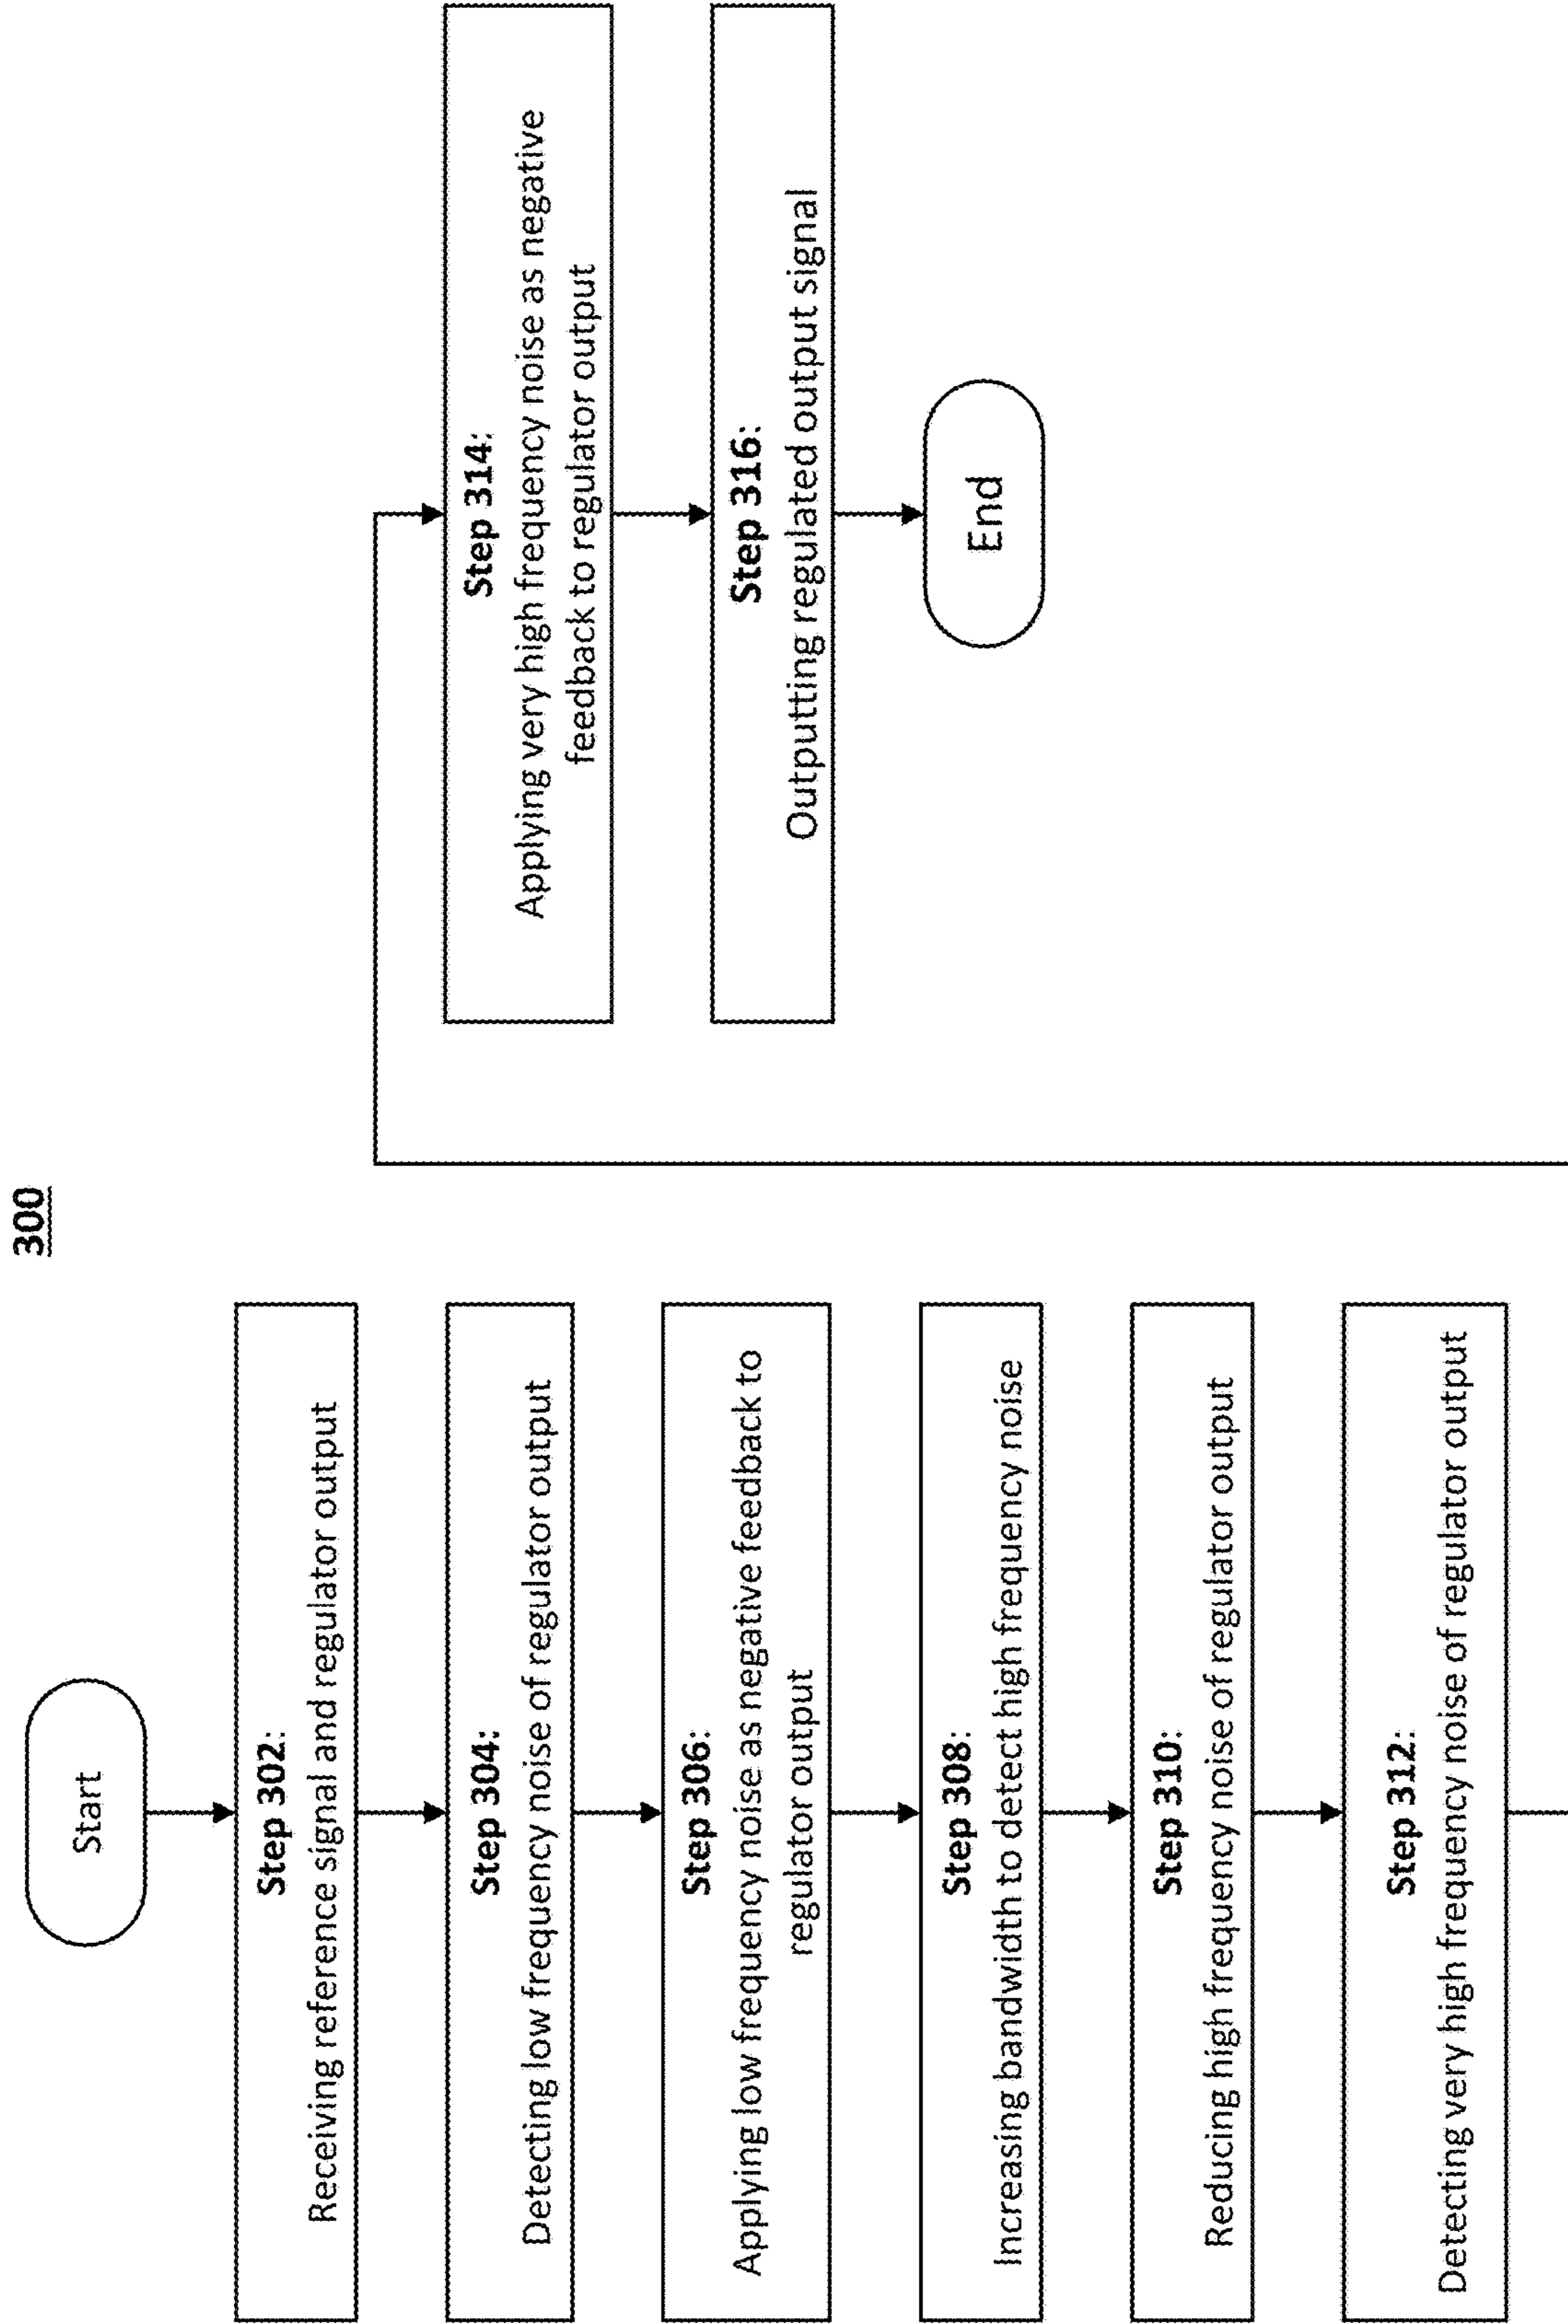 300
Start
Step 302:
Receiving reference signal and regulator output
Step 304:
Detecting low frequency noise of regulator output
Step 306:
Applying low frequency noise as negative feedback to
regulator output
Step 308:
Increasing bandwidth to detect high frequency noise
Step 310:
Reducing high frequency noise of regulator output
Step 312:
Detecting very high frequency noise of regulator output
Step 314:
Applying very high frequency noise as negative
feedback to regulator output
Step 316:
Outputting regulated output signal
End